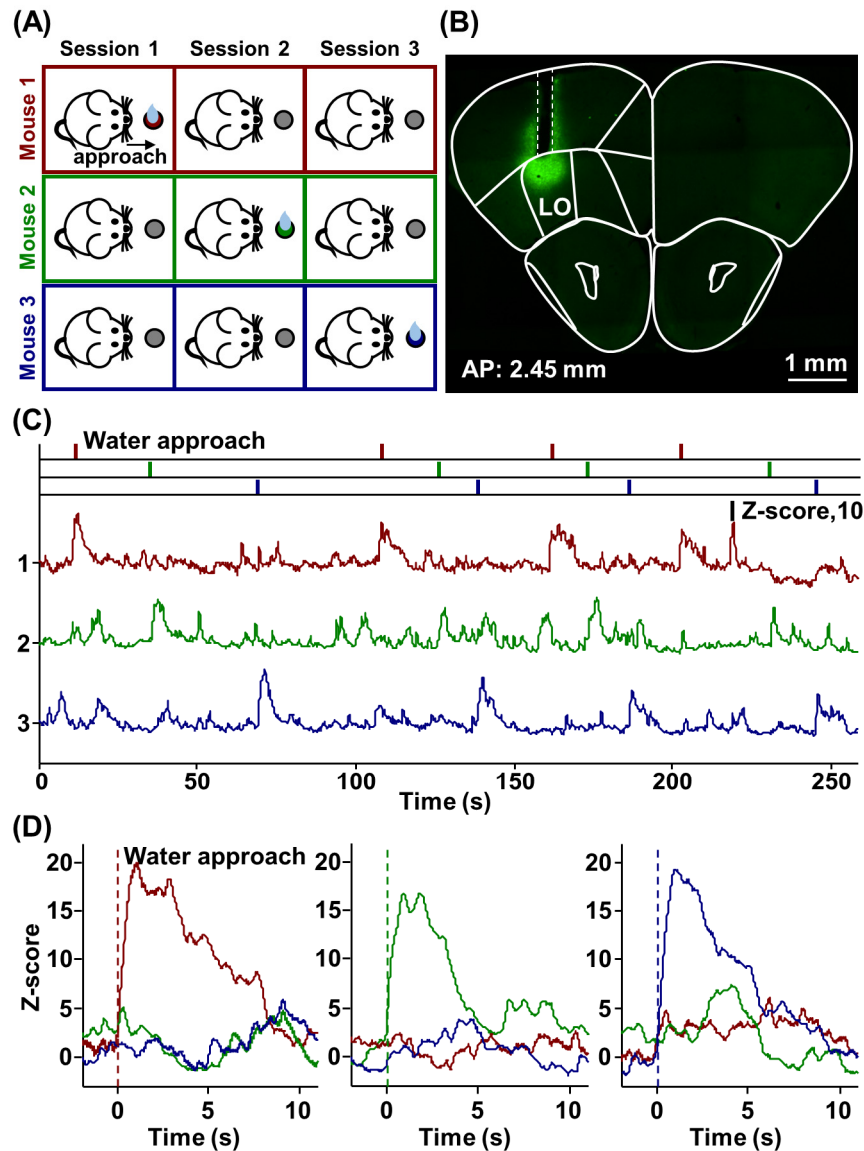 (A)
Session 1 Session 2 Session 3
Mouse 1
approach
Mouse 2
Mouse 3
(B)
LO
AP: 2.45 mm
1 mm
(C)
Water approach
Z-score,10
1
2
3
0 50 100 150 200 250
Time (s)
(D)
Water approach
Z-score
20
15
10
5
0
0 5 10
Time (s)
20
15
10
5
0
0 5 10
Time (s)
20
15
10
5
0
0 5 10
Time (s)